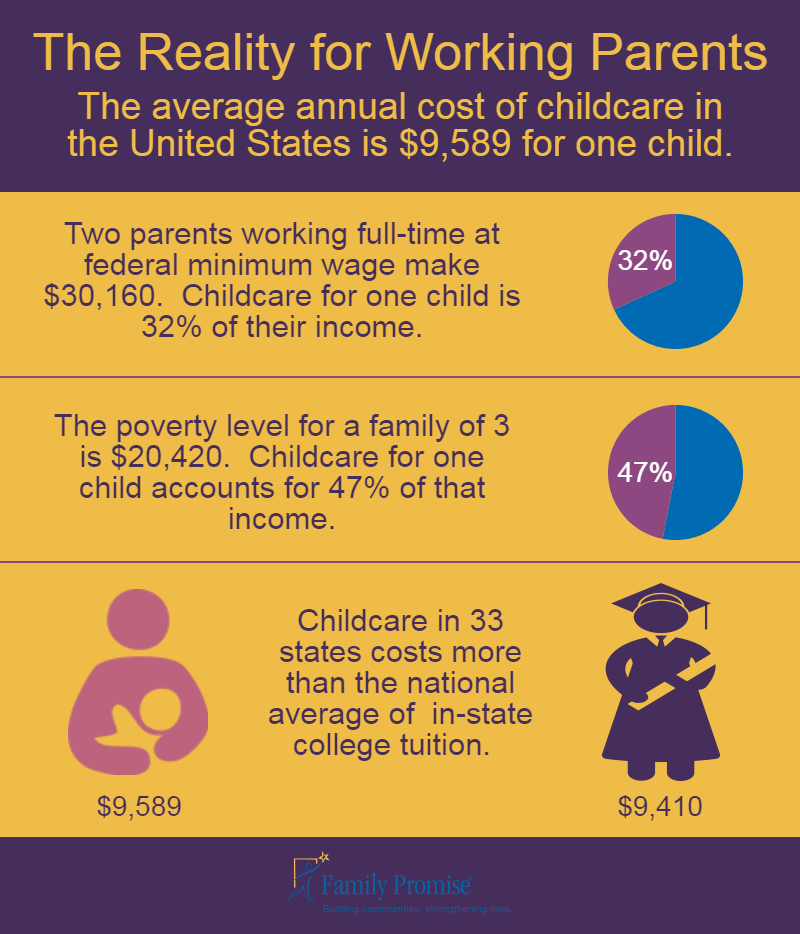 The Reality for Working Parents
The average annual cost of childcare in
the United States is $9,589 for one child.
Two parents working full-time at
federal minimum wage make
$30,160.  Childcare for one child is
32% of their income.
32%
The poverty level for a family of 3
is $20,420.  Childcare for one
child accounts for 47% of that
income.
47%
Childcare in 33
states costs more
than the national
average of  in-state
college tuition.
$9,589
$9,410
Family Promise®
Building communities, strengthening lives.